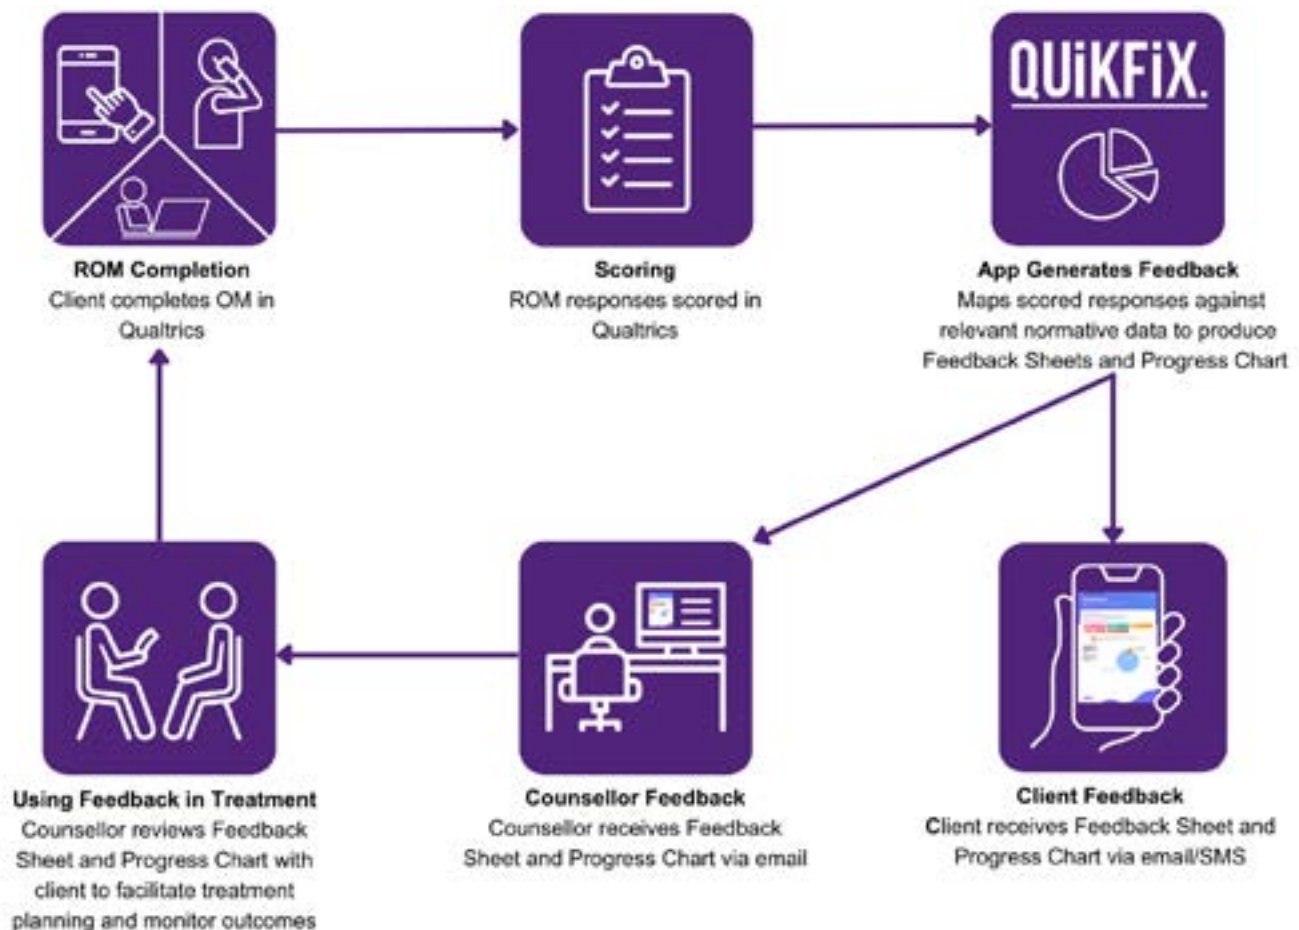 QUiKFiX.
ROM Completion
Client completes OM in
Qualtrics
Scoring
ROM responses scored in
Qualtrics
App Generates Feedback
Maps scored responses against
relevant normative data to produce
Feedback Sheets and Progress Chart
Using Feedback in Treatment
Counsellor reviews Feedback
Sheet and Progress Chart with
client to facilitate treatment
planning and monitor outcomes
Counsellor Feedback
Counsellor receives Feedback
Sheet and Progress Chart via email
Client Feedback
Client receives Feedback Sheet and
Progress Chart via email/SMS